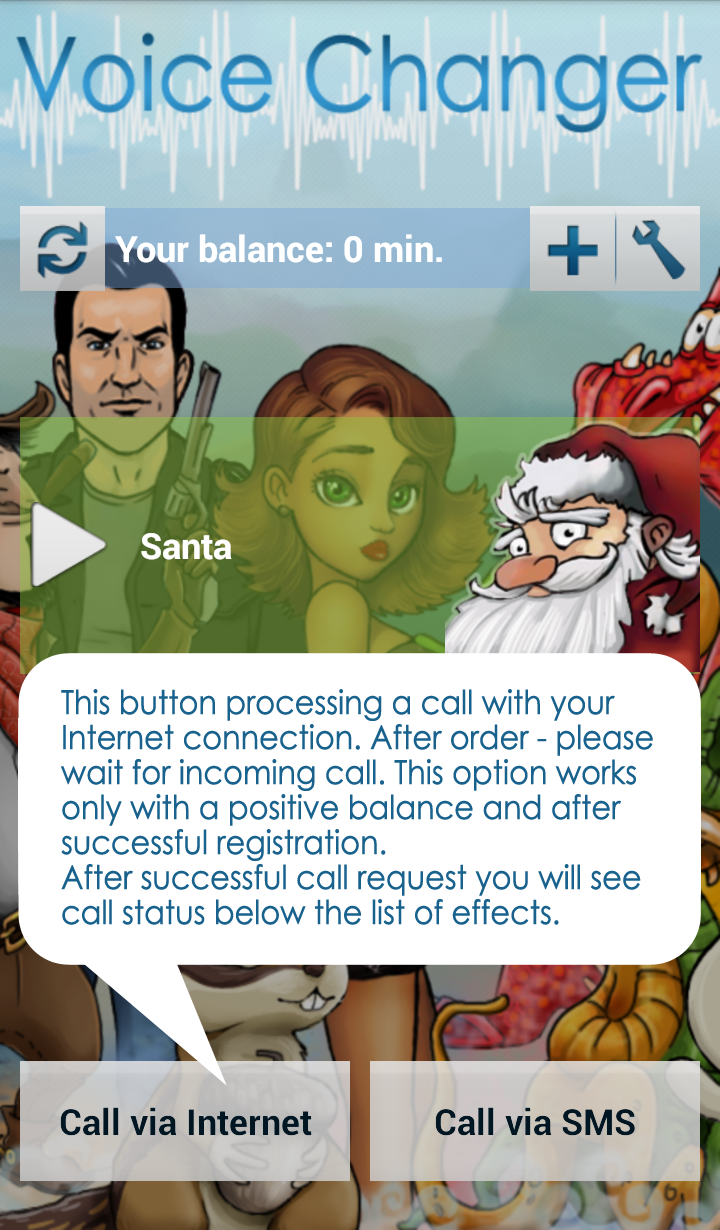 Voice Changer
Your balance: 0 min.
Santa
This button processing a call with your
Internet connection. After order - please
wait for incoming call. This option works
only with a positive balance and after
successful registration.
After successful call request you will see
call status below the list of effects.
Call via Internet
Call via SMS